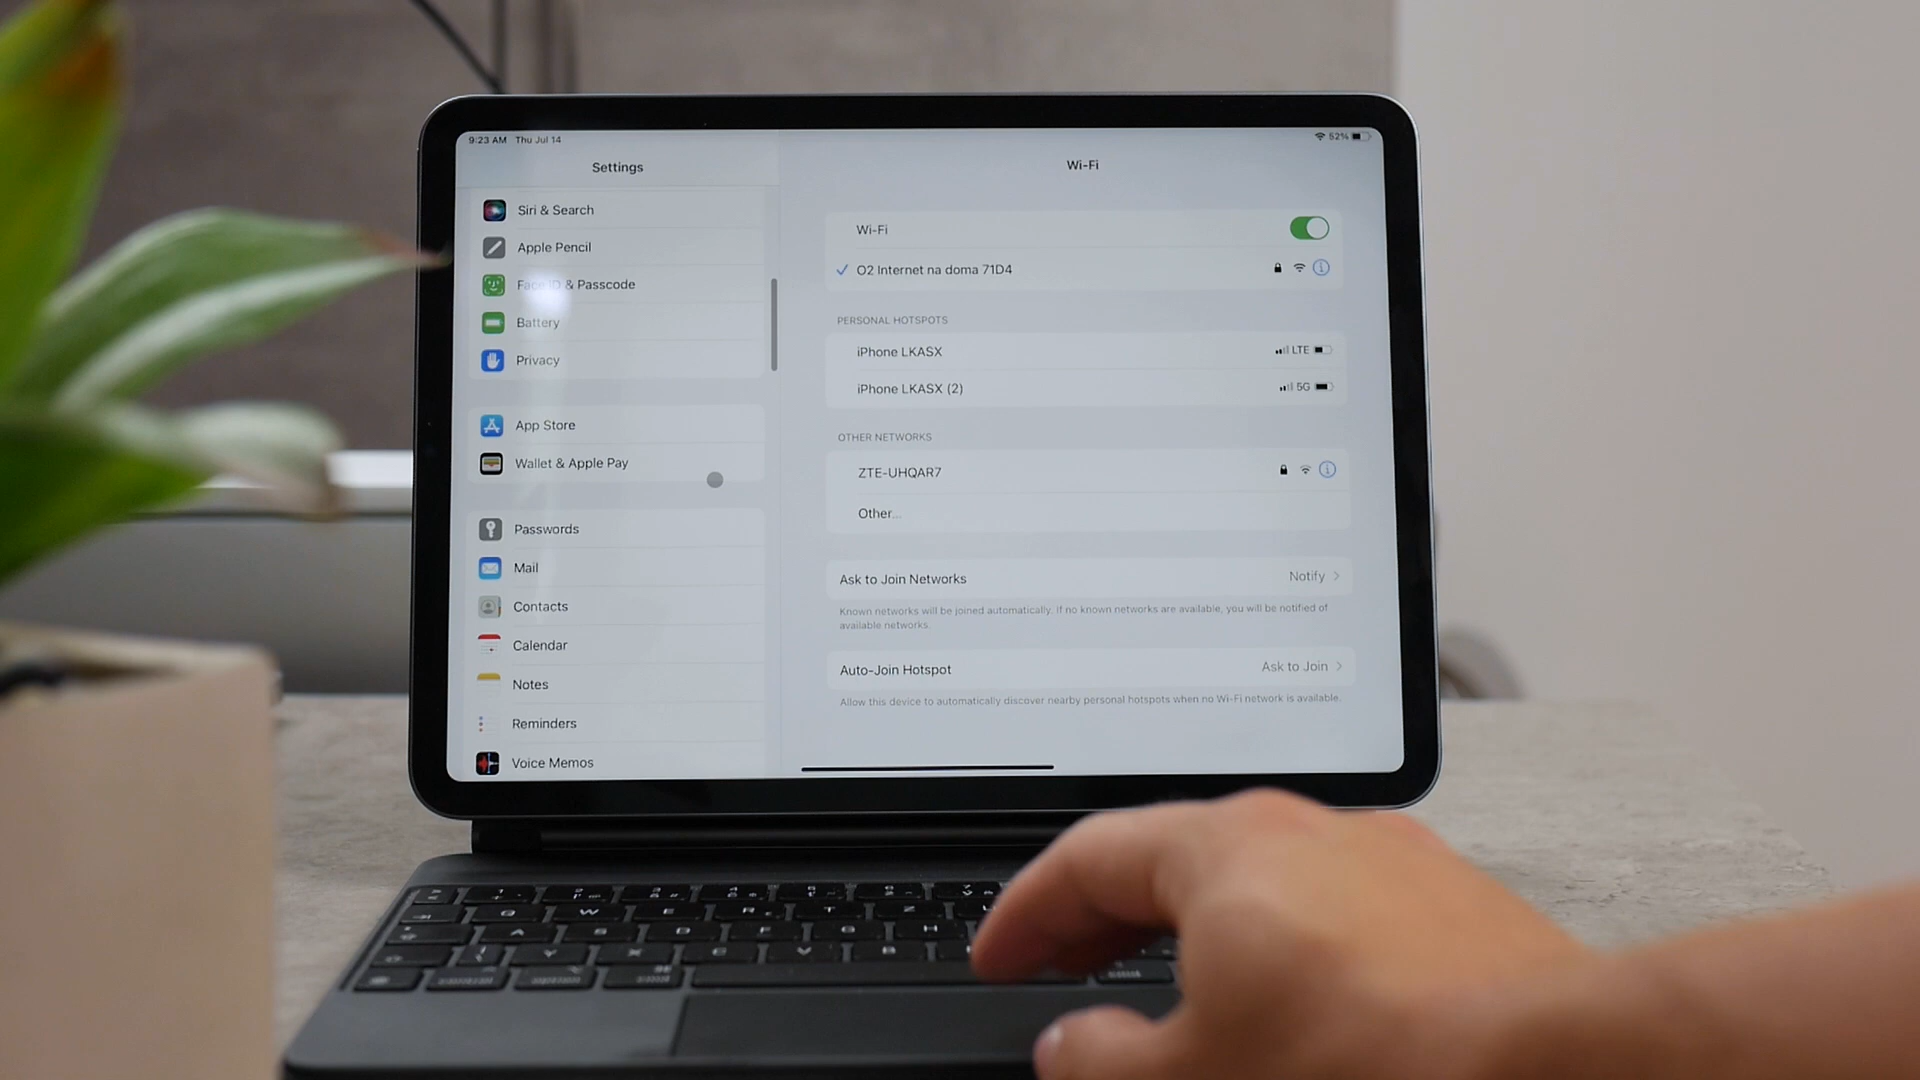 9:23 AM Thu Jul 14
52%
Settings
Siri & Search
Apple Pencil
Face ID & Passcode
Battery
Privacy
App Store
Wallet & Apple Pay
Passwords
Mail
Contacts
Calendar
Notes
Reminders
Voice Memos
Wi-Fi
Wi-Fi
O2 Internet na doma 71D4
PERSONAL HOTSPOTS
iPhone LKASX
LTE
iPhone LKASX (2)
5G
OTHER NETWORKS
ZTE-UHQAR7
Other...
Ask to Join Networks
Notify
Known networks will be joined automatically. If no known networks are available, you will be notified of
available networks.
Auto-Join Hotspot
Ask to Join
Allow this device to automatically discover nearby personal hotspots when no Wi-Fi network is available.
Q W E R T Z
A S D F G H
Y X C V B